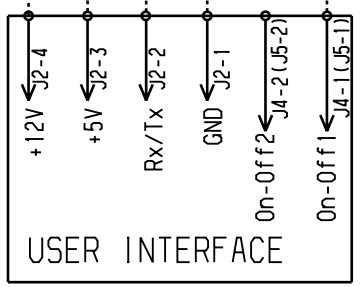 J2-4
J2-3
J2-2
J2-1
J4-2(J5-2)
J4-1(J5-1)
+12V
+5V
Rx/Tx
GND
On-Off2
On-Off1
USER INTERFACE